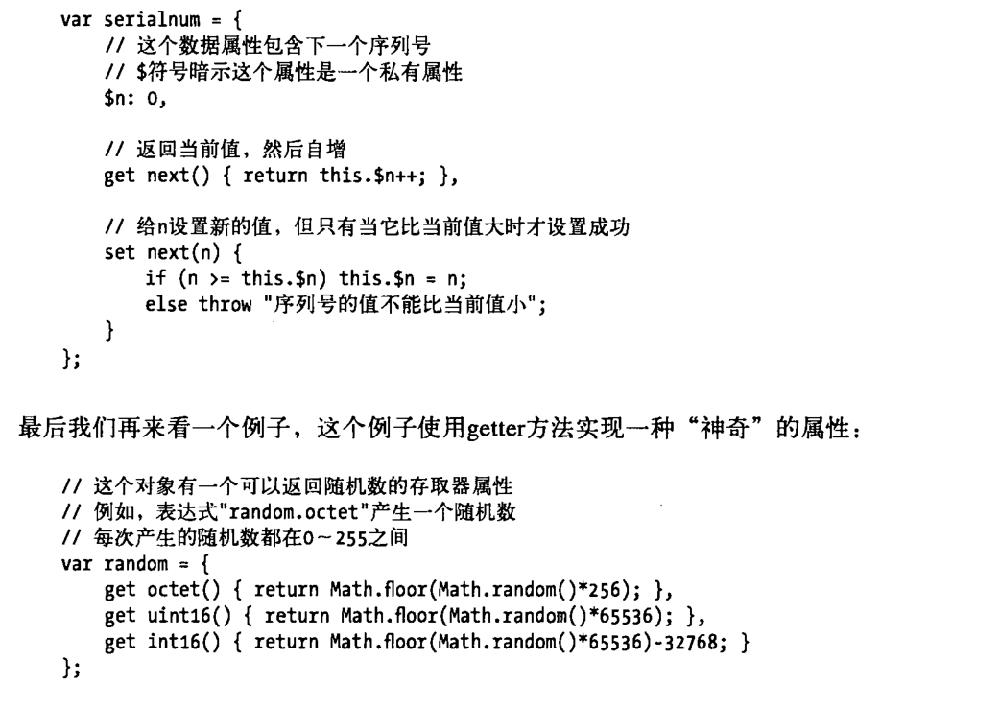 var serialnum = {
// 这个数据属性包含下一个序列号
// $符号暗示这个属性是一个私有属性
$n: 0,
// 返回当前值，然后自增
get next() { return this.$n++; },
// 给n设置新的值，但只有当它比当前值大时才设置成功
set next(n) {
if (n >= this.$n) this.$n = n;
else throw "序列号的值不能比当前值小";
}
};
最后我们再来看一个例子，这个例子使用getter方法实现一种“神奇”的属性：
// 这个对象有一个可以返回随机数的存取器属性
// 例如，表达式"random.octet"产生一个随机数
// 每次产生的随机数都在0～255之间
var random = {
get octet() { return Math.floor(Math.random()*256); },
get uint16() { return Math.floor(Math.random()*65536); },
get int16() { return Math.floor(Math.random()*65536)-32768; }
};